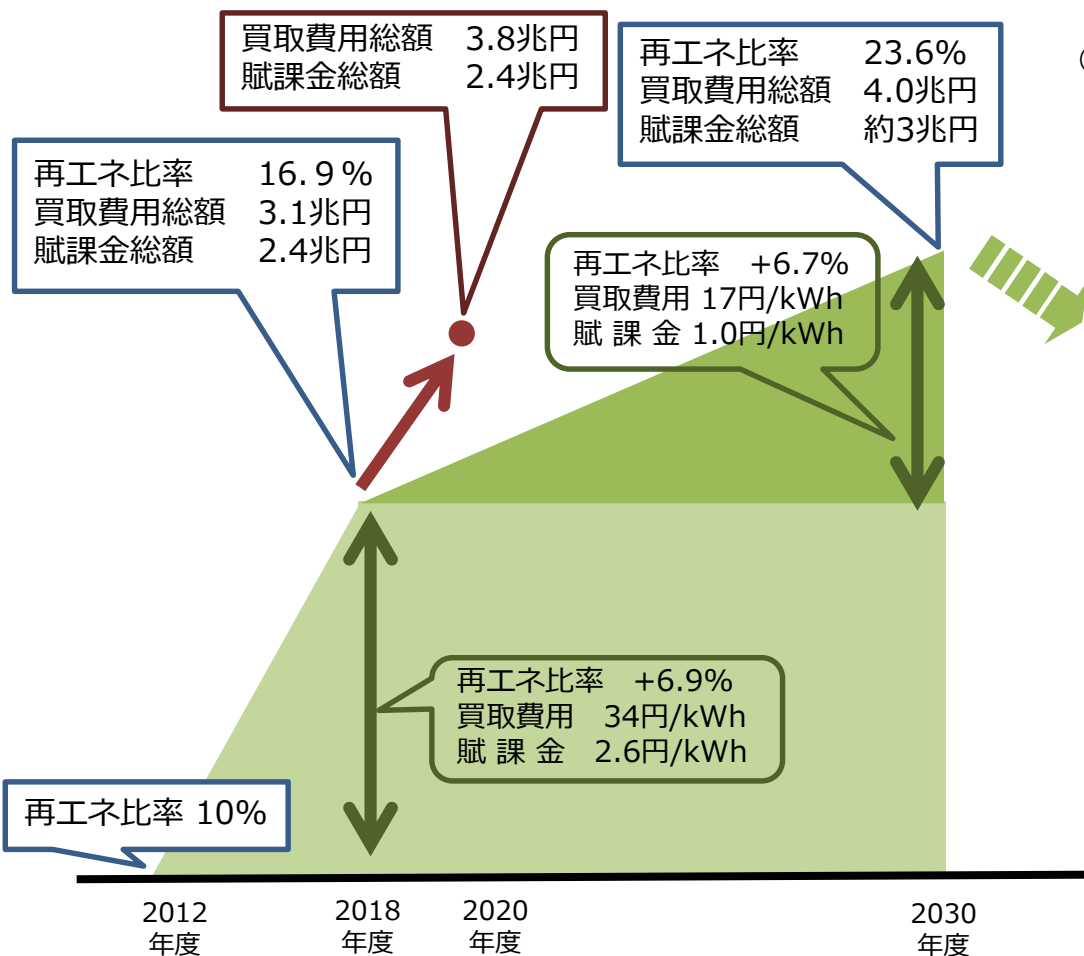 買取費用総額 3.8兆円
賦課金総額 2.4兆円
再エネ比率 23.6%
買取費用総額 4.0兆円
賦課金総額 約3兆円
再エネ比率 16.9%
買取費用総額 3.1兆円
賦課金総額 2.4兆円
再エネ比率 +6.7%
買取費用 17円/kWh
賦 課 金 1.0円/kWh
再エネ比率 +6.9%
買取費用 34円/kWh
賦 課 金 2.6円/kWh
再エネ比率 10%
2012
年度
2018
年度
2020
年度
2030
年度